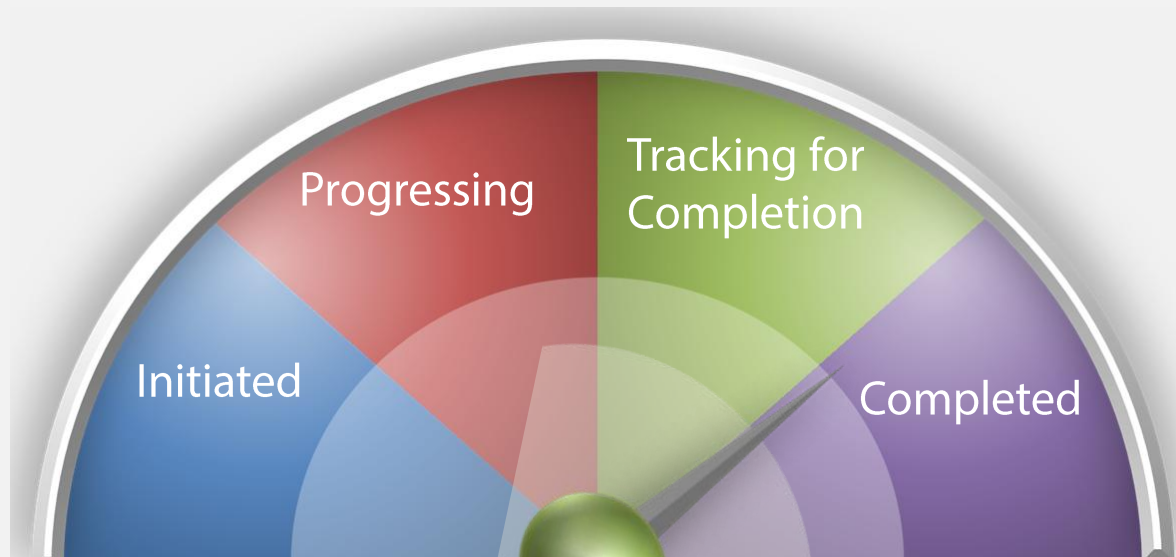 Initiated
Progressing
Tracking for
Completion
Completed